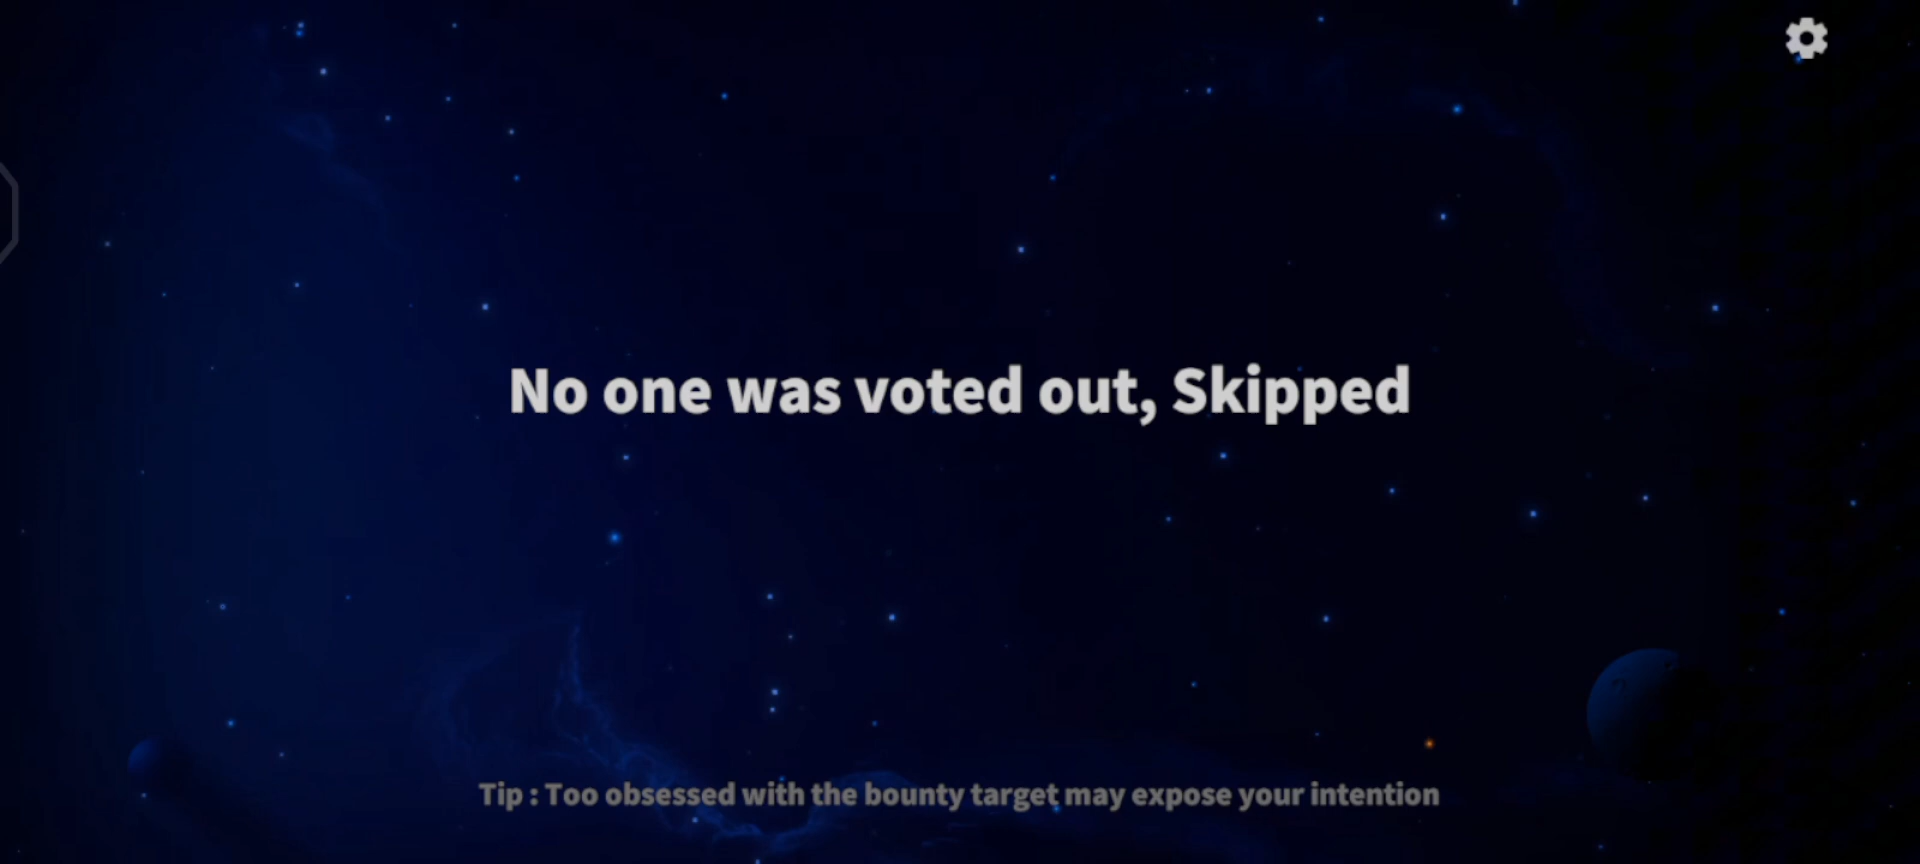 No one was voted out, Skipped
Tip : Too obsessed with the bounty target may expose your intention